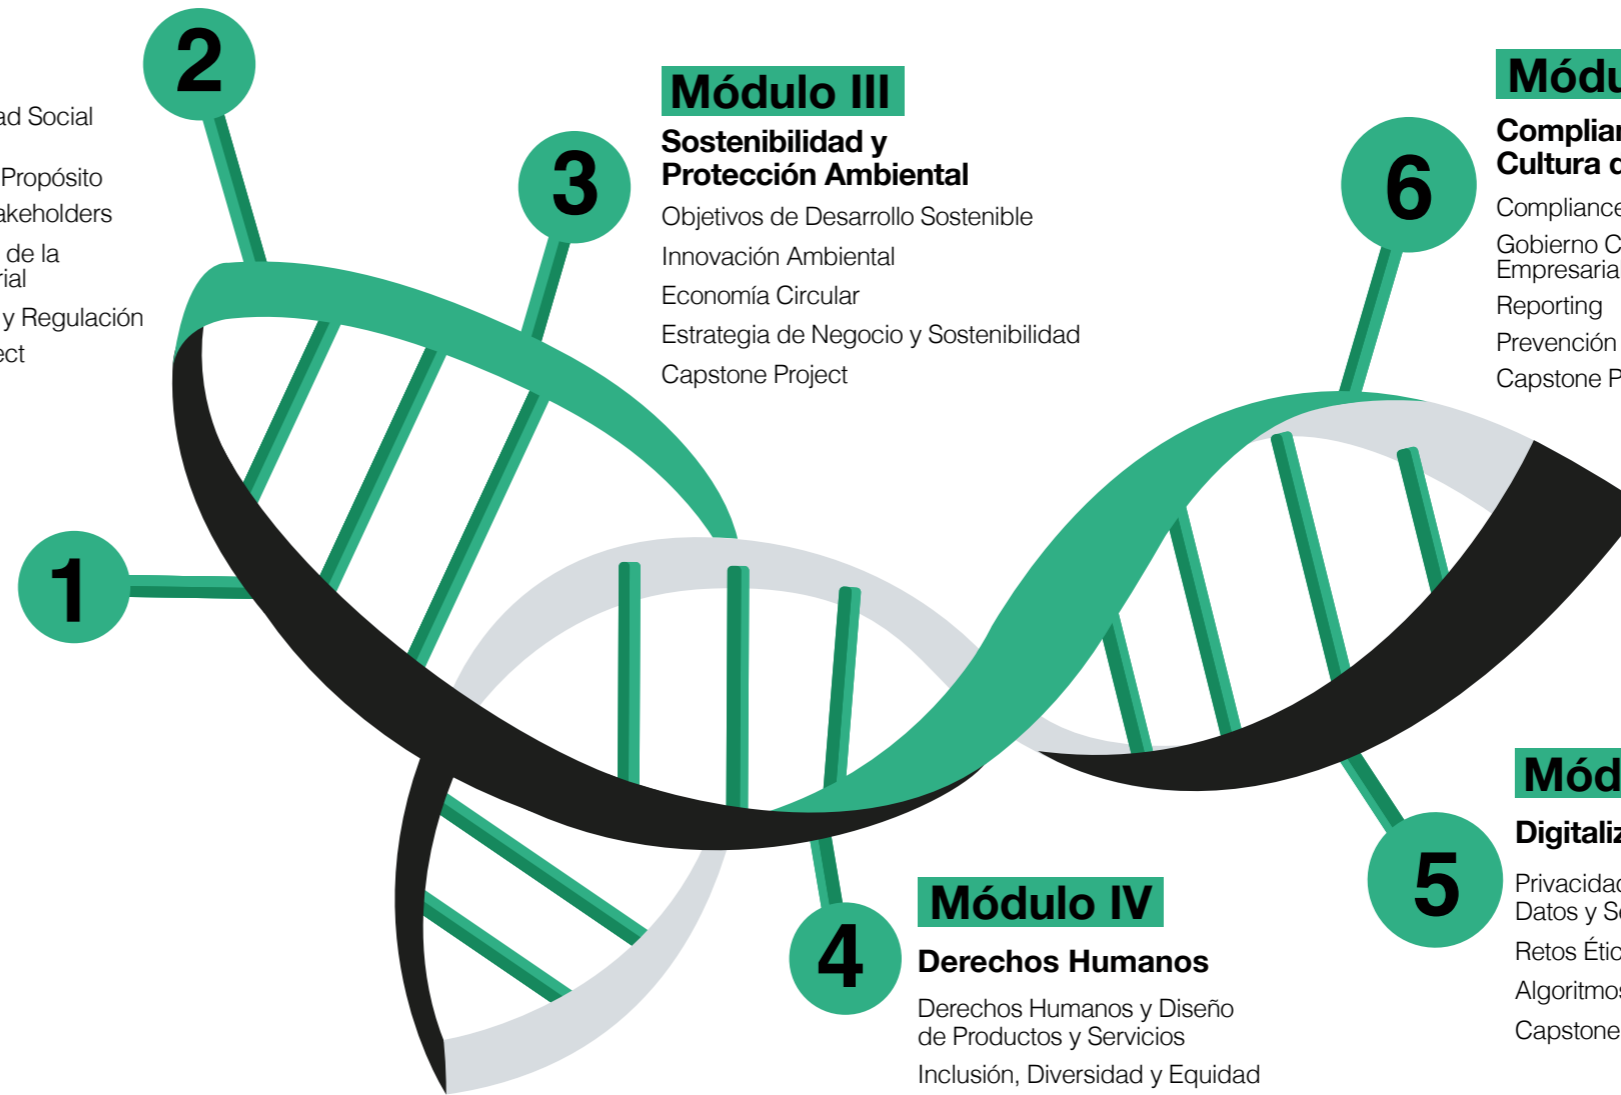 2
ad Social
Propósito
akeholders
de la
rial
y Regulación
ect
1
3
Módulo III
Sostenibilidad y
Protección Ambiental
Objetivos de Desarrollo Sostenible
Innovación Ambiental
Economía Circular
Estrategia de Negocio y Sostenibilidad
Capstone Project
4
Módulo IV
Derechos Humanos
Derechos Humanos y Diseño
de Productos y Servicios
Inclusión, Diversidad y Equidad
6
Módu
Complian
Cultura d
Compliance
Gobierno C
Empresaria
Reporting
Prevención
Capstone P
5
Mód
Digitaliz
Privacidad
Datos y Se
Retos Étic
Algoritmos
Capstone